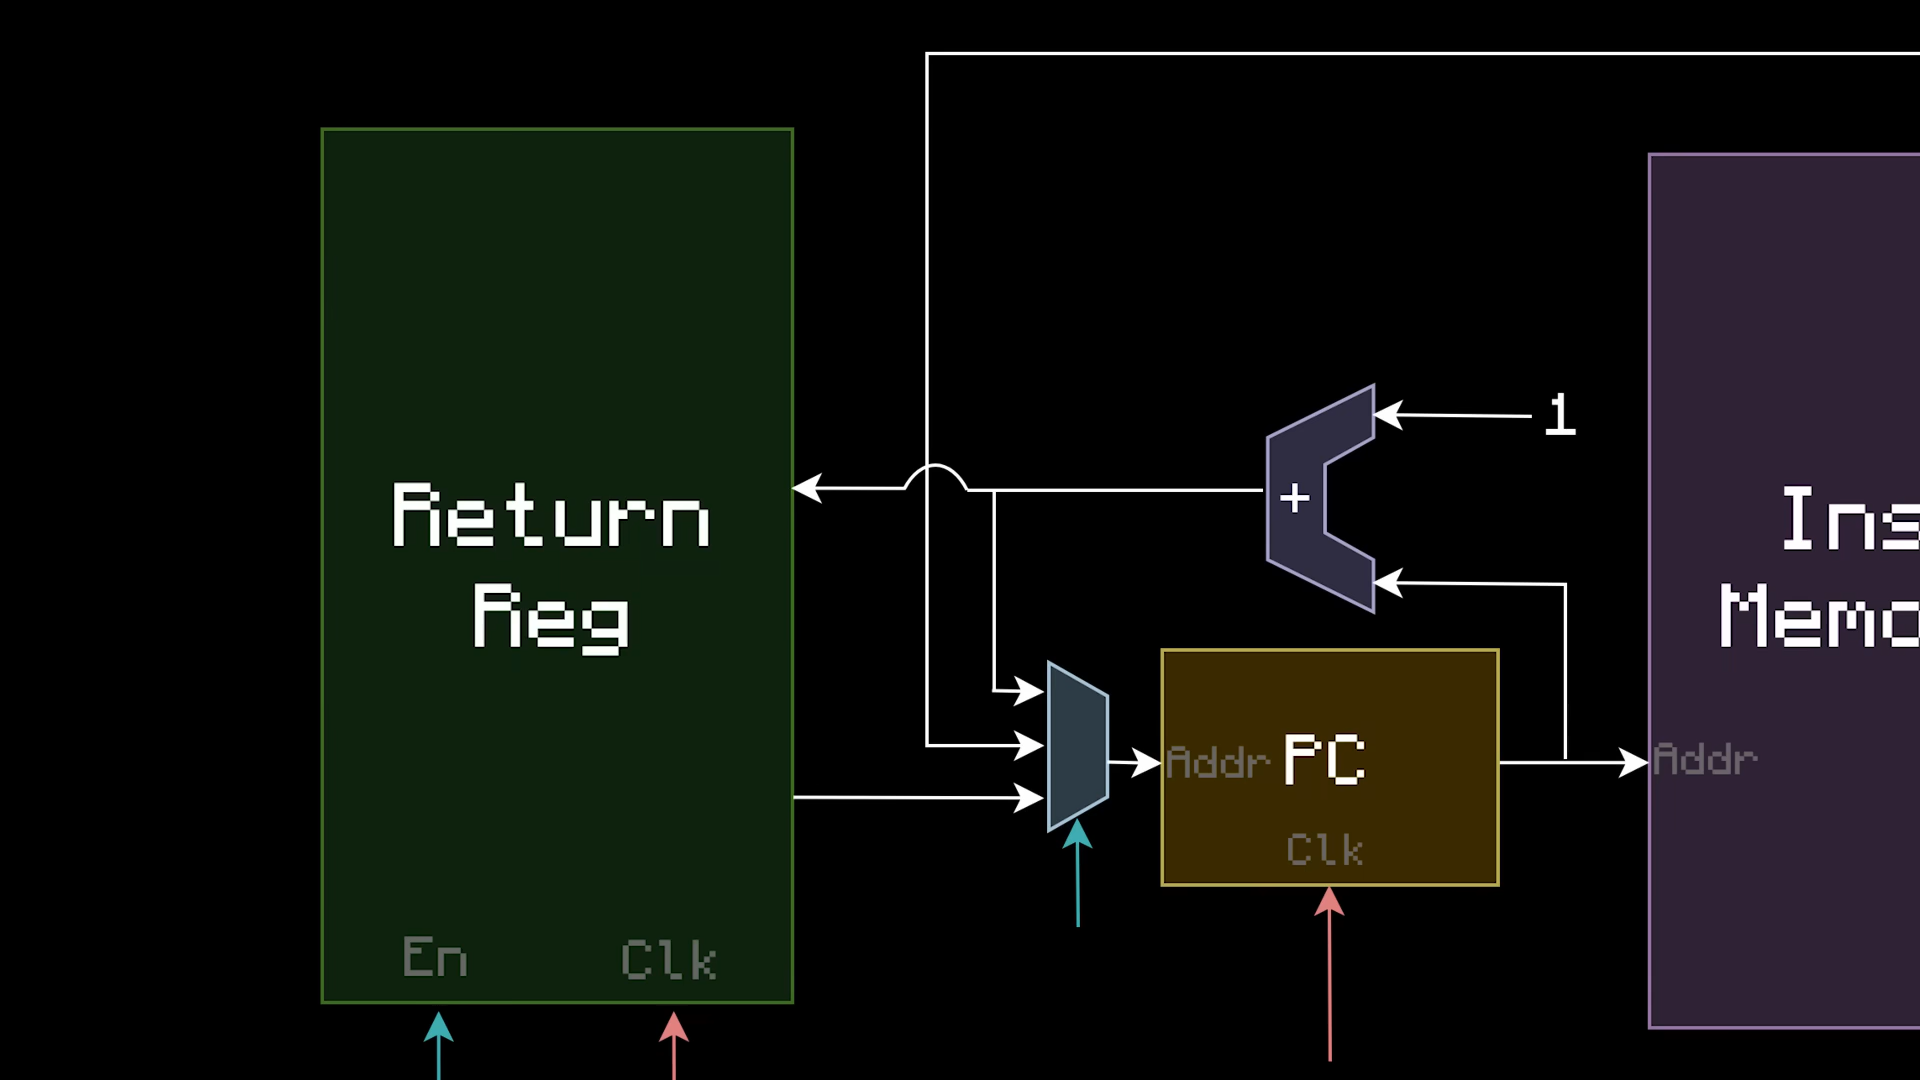 Return
Reg
En
Clk
+
1
Addr
PC
Clk
Addr